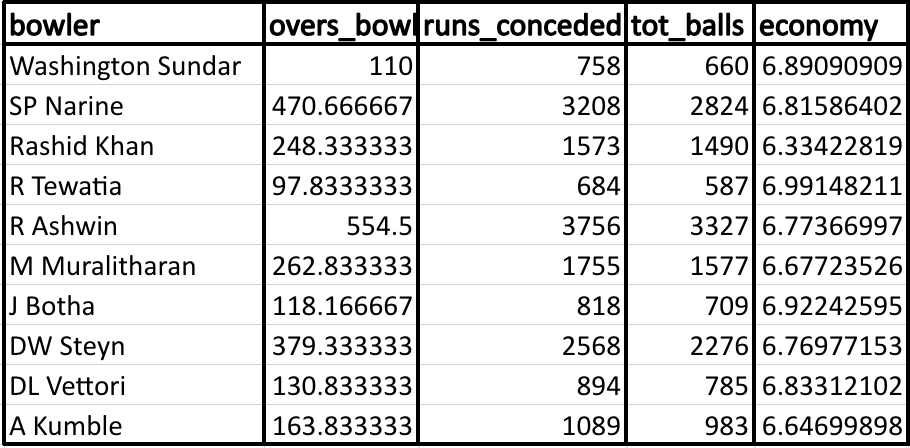 bowler overs_bowl runs_conceded tot_balls economy
Washington Sundar 110 758 660 6.89090909
SP Narine 470.666667 3208 2824 6.81586402
Rashid Khan 248.333333 1573 1490 6.33422819
R Tewatia 97.8333333 684 587 6.99148211
R Ashwin 554.5 3756 3327 6.77366997
M Muralitharan 262.833333 1755 1577 6.67723526
J Botha 118.166667 818 709 6.92242595
DW Steyn 379.333333 2568 2276 6.76977153
DL Vettori 130.833333 894 785 6.83312102
A Kumble 163.833333 1089 983 6.64699898